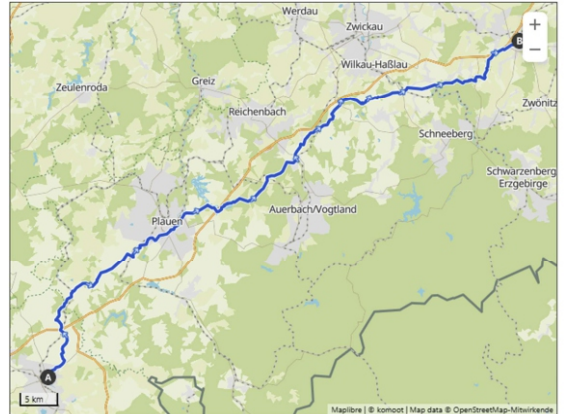 Werdau
Zwickau
+
B
−
Wilkau-Haßlau
Zeulenroda
Greiz
Reichenbach
Zwönitz
Schneeberg
Schwarzenberg/
Erzgebirge
Auerbach/Vogtland
Plauen
A
5 km
Maplibre | © komoot | Map data © OpenStreetMap-Mitwirkende